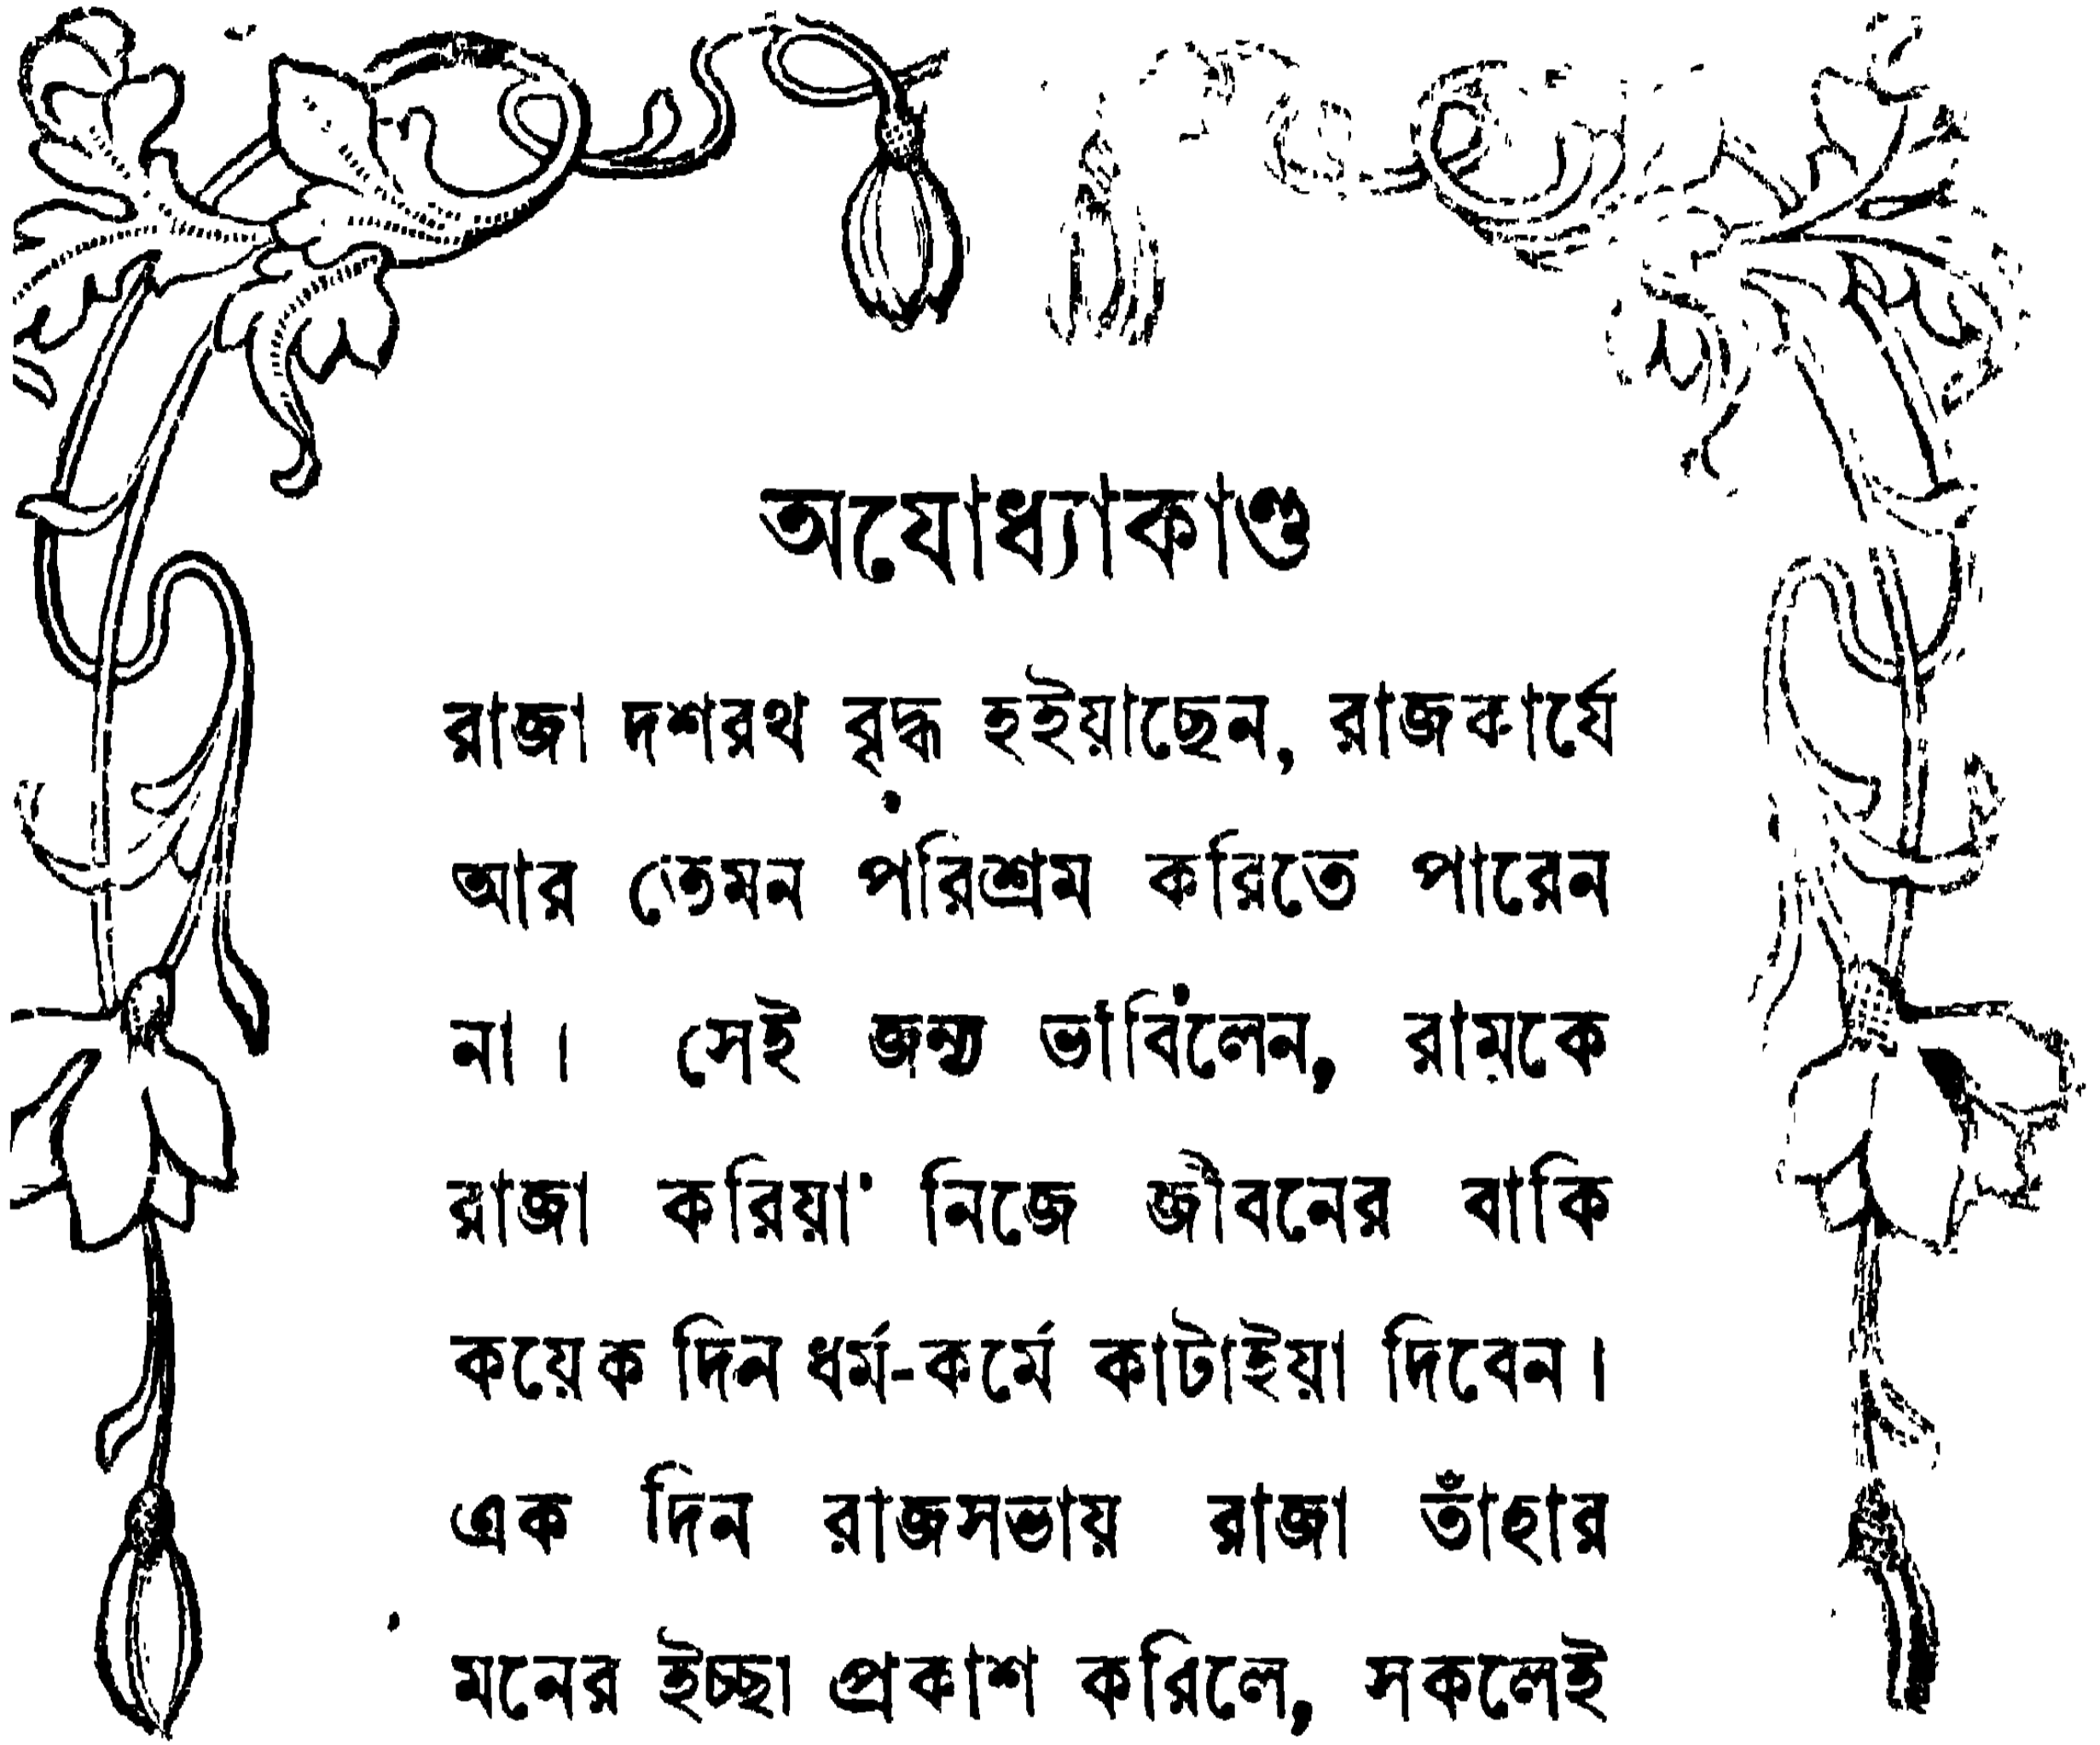 অযোধ্যাকাণ্ড
রাজা দশরথ বৃদ্ধ হইয়াছেন, রাজকার্যে
আর তেমন পরিশ্রম করিতে পারেন
না। সেই জন্য ভাবিলেন, রামকে
রাজা করিয়া নিজে জীবনের বাকি
কয়েক দিন ধর্ম-কর্মে কাটাইয়া দিবেন।
এক দিন রাজসভায় রাজা তাঁহার
মনের ইচ্ছা প্রকাশ করিলে, সকলেই